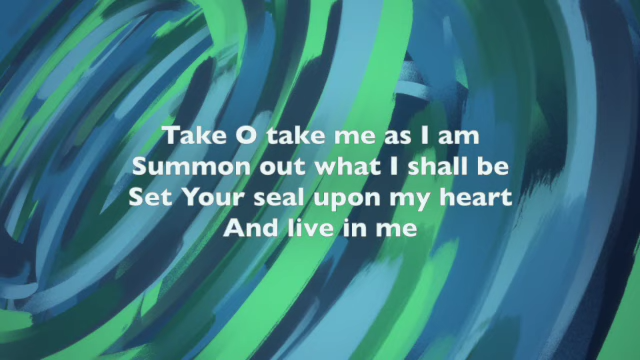 Take O take me as I am
Summon out what I shall be
Set Your seal upon my heart
And live in me